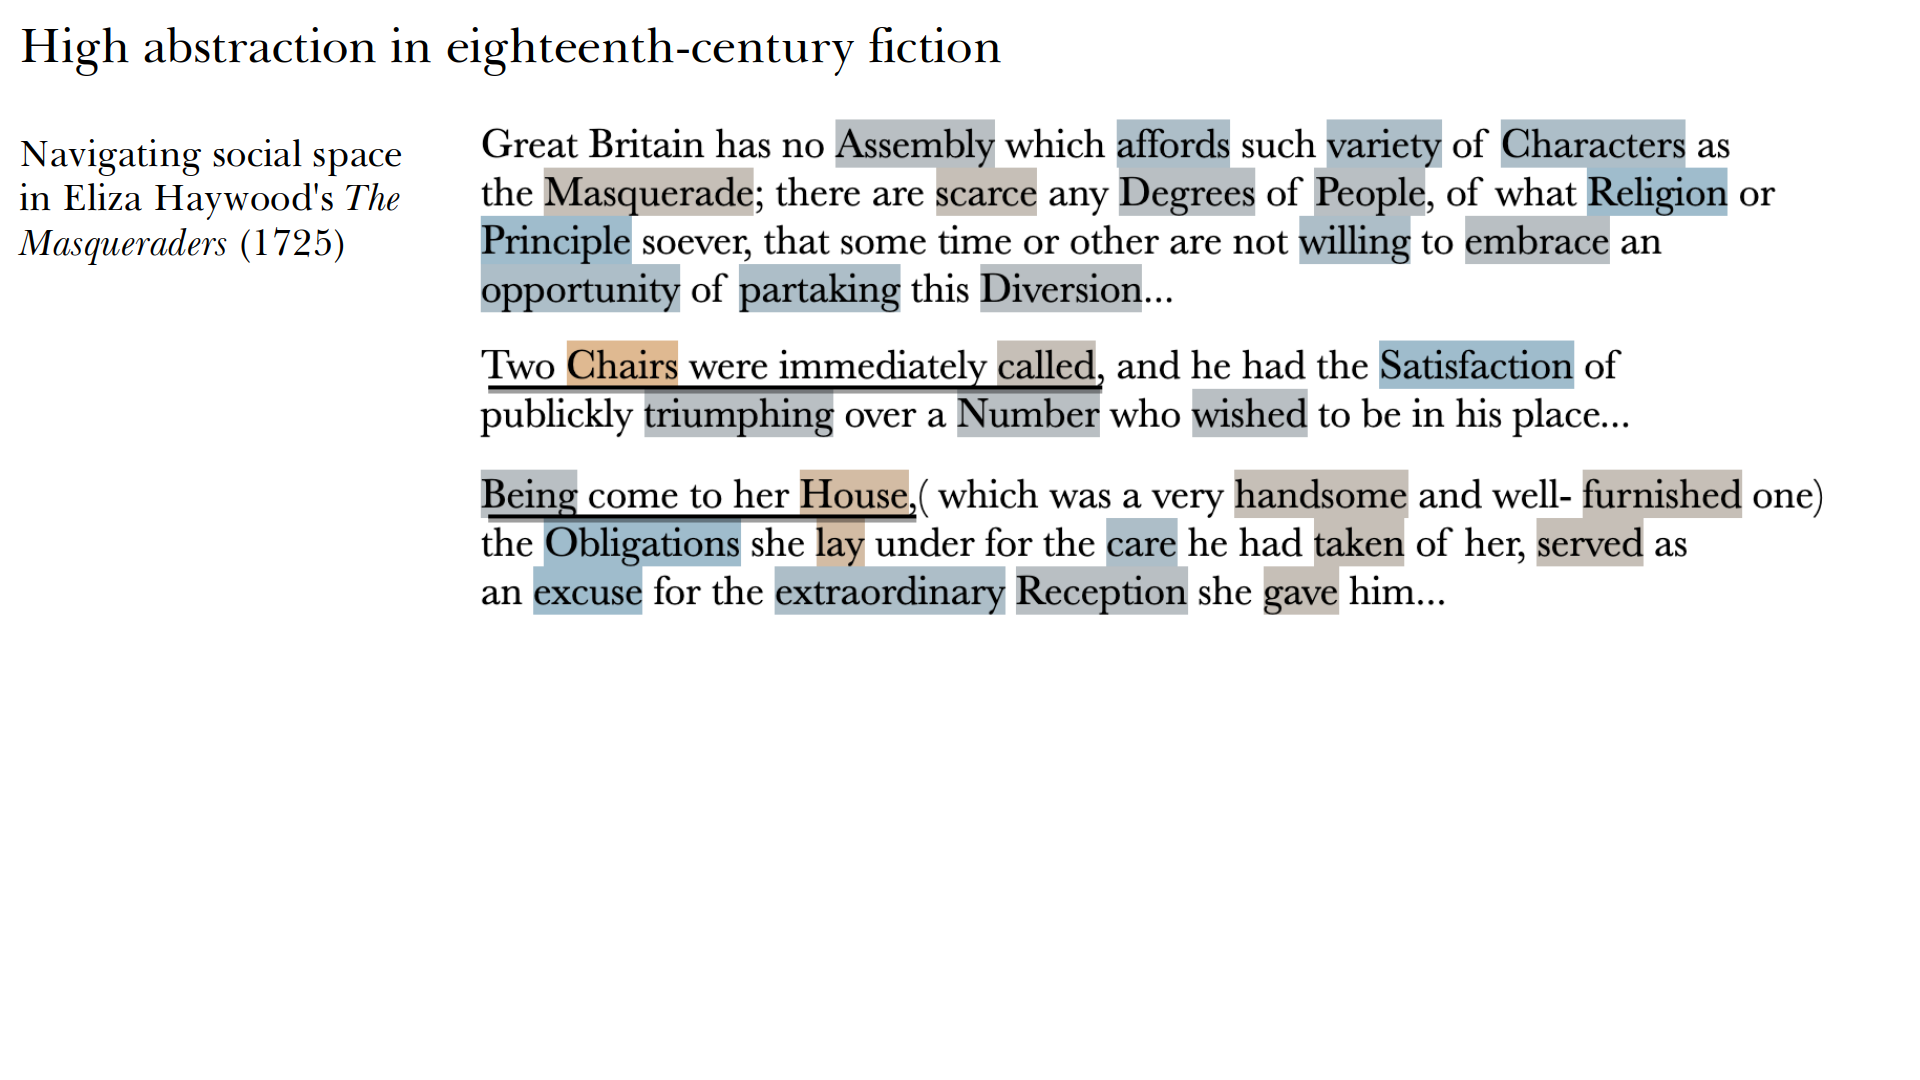 High abstraction in eighteenth-century fiction
Navigating social space
in Eliza Haywood's The
Masqueraders (1725)
Great Britain has no Assembly which affords such variety of Characters as
the Masquerade; there are scarce any Degrees of People, of what Religion or
Principle soever, that some time or other are not willing to embrace an
opportunity of partaking this Diversion...
Two Chairs were immediately called, and he had the Satisfaction of
publickly triumphing over a Number who wished to be in his place...
Being come to her House,( which was a very handsome and well- furnished one)
the Obligations she lay under for the care he had taken of her, served as
an excuse for the extraordinary Reception she gave him...